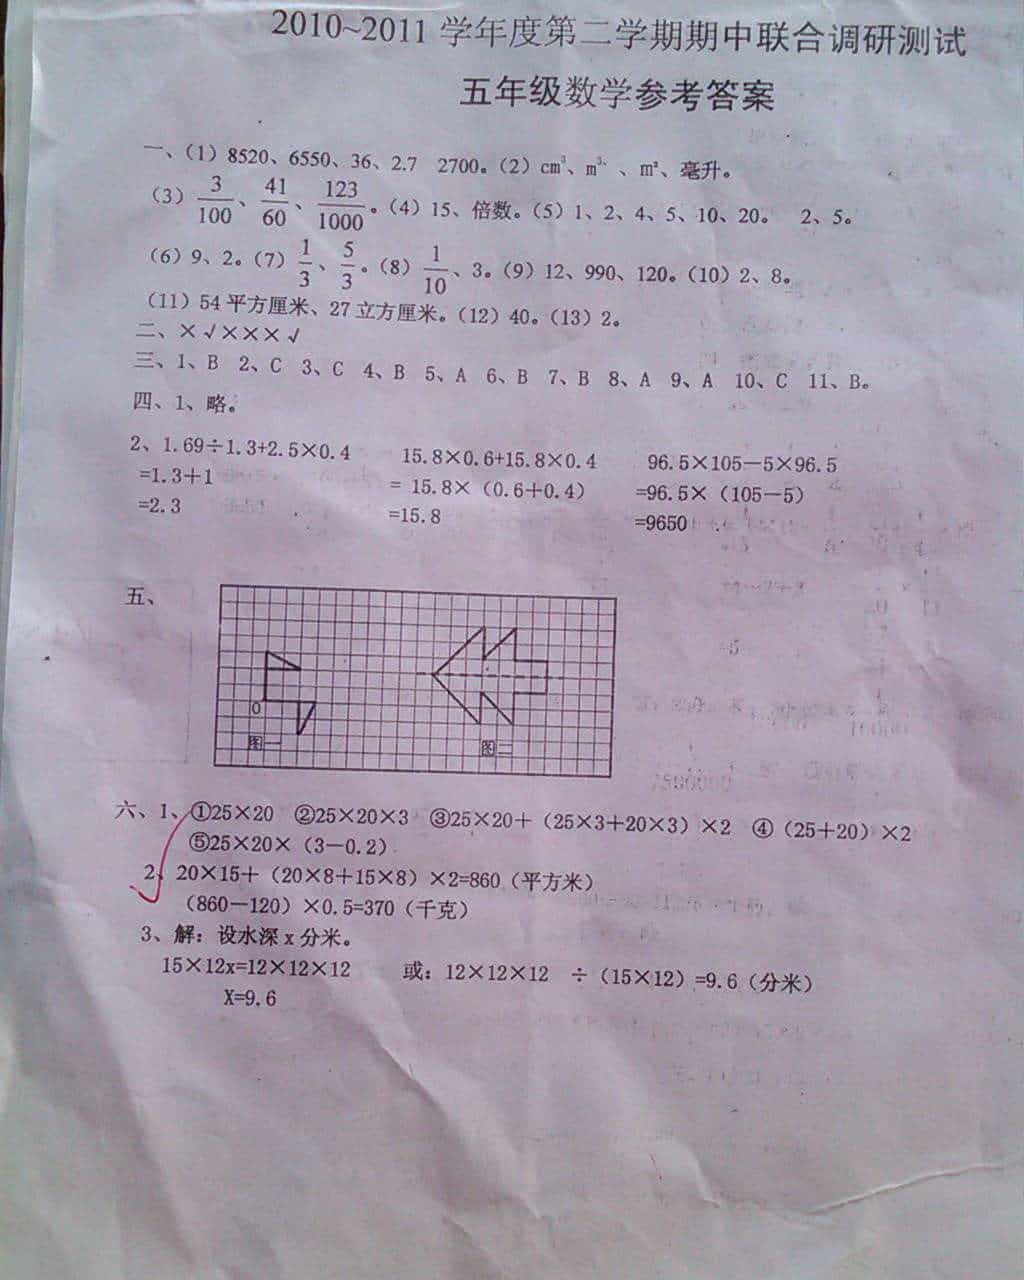 2010~2011 学年度第二学期期中联合调研测试
五年级数学参考答案
一、（1）8520、6550、36、2.7 2700。（2）cm³、m³、、m²、毫升。
（3）3/100、41/60、123/1000。（4）15、倍数。（5）1、2、4、5、10、20。 2、5。
（6）9、2。（7）1/3、5/3。（8）1/10、3。（9）12、990、120。（10）2、8。
（11）54 平方厘米、27 立方厘米。（12）40。（13）2。
二、×√×××√
三、1、B 2、C 3、C 4、B 5、A 6、B 7、B 8、A 9、A 10、C 11、B。
四、1、略。
2、1.69÷1.3+2.5×0.4 15.8×0.6+15.8×0.4 96.5×105－5×96.5
=1.3+1 = 15.8×（0.6+0.4） =96.5×（105－5）
=2.3 =15.8 =9650
五、
O
图一 图二
六、1、①25×20 ②25×20×3 ③25×20＋（25×3＋20×3）×2 ④（25＋20）×2
⑤25×20×（3－0.2）
2、20×15＋（20×8＋15×8）×2=860（平方米）
（860－120）×0.5=370（千克）
3、解：设水深 x 分米。
15×12x=12×12×12 或：12×12×12 ÷（15×12）=9.6（分米）
X=9.6